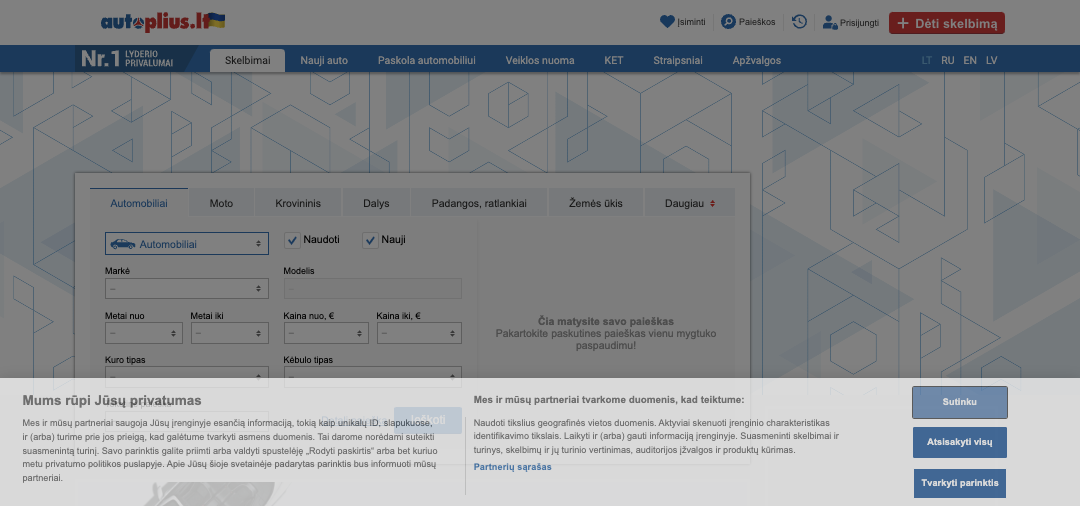 autoplius.lt
Įsiminti
Paieškos
Prisijungti
Dėti skelbimą
Nr.1 LYDERIO
PRIVALUMAI
Skelbimai
Nauji auto
Paskola automobiliui
Veiklos nuoma
KET
Straipsniai
Apžvalgos
LT RU EN LV
Automobiliai
Moto
Krovininis
Dalys
Padangos, ratlankiai
Žemės ūkis
Daugiau
Automobiliai
Naudoti
Nauji
Markė
Modelis
–
–
Metai nuo
Metai iki
Kaina nuo, €
Kaina iki, €
–
–
–
–
Kuro tipas
Kėbulo tipas
–
–
Čia matysite savo paieškas
Pakartokite paskutines paieškas vienu mygtuko
paspaudimu!
Ieškoti
Mums rūpi Jūsų privatumas
Mes ir mūsų partneriai saugoja Jūsų įrenginyje esančią informaciją, tokią kaip unikalų ID, slapukuose,
ir (arba) turime prie jos prieigą, kad galėtume tvarkyti asmens duomenis. Tai darome norėdami suteikti
suasmenintą turinį. Savo parinktis galite priimti arba valdyti spustelėję „Rodyti paskirtis“ arba bet kuriuo
metu privatumo politikos puslapyje. Apie Jūsų šioje svetainėje padarytas parinktis bus informuoti mūsų
partneriai.
Mes ir mūsų partneriai tvarkome duomenis, kad teiktume:
Naudoti tikslius geografinės vietos duomenis. Aktyviai skenuoti įrenginio charakteristikas
identifikavimo tikslais. Laikyti ir (arba) gauti informaciją įrenginyje. Suasmeninti skelbimai ir
turinys, skelbimų ir jų turinio vertinimas, auditorijos įžvalgos ir produktų kūrimas.
Partnerių sąrašas
Sutinku
Atsisakyti visų
Tvarkyti parinktis